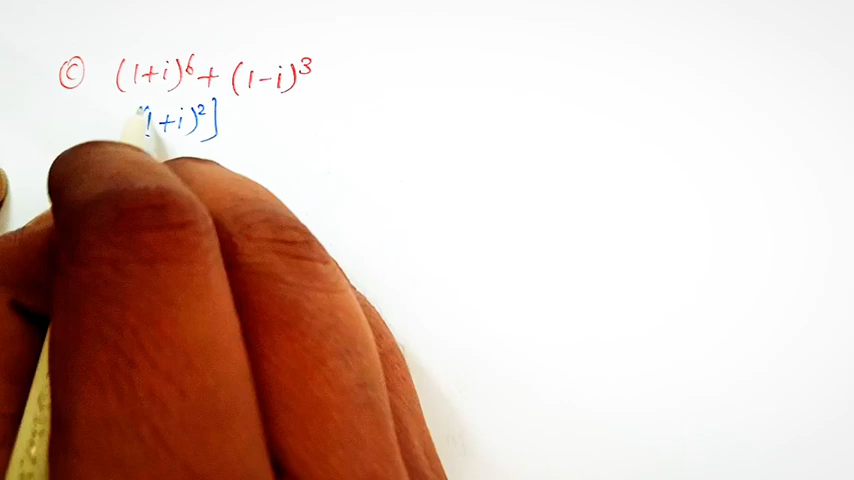 Ⓒ (1+i)⁶ + (1-i)³
(1+i)²]